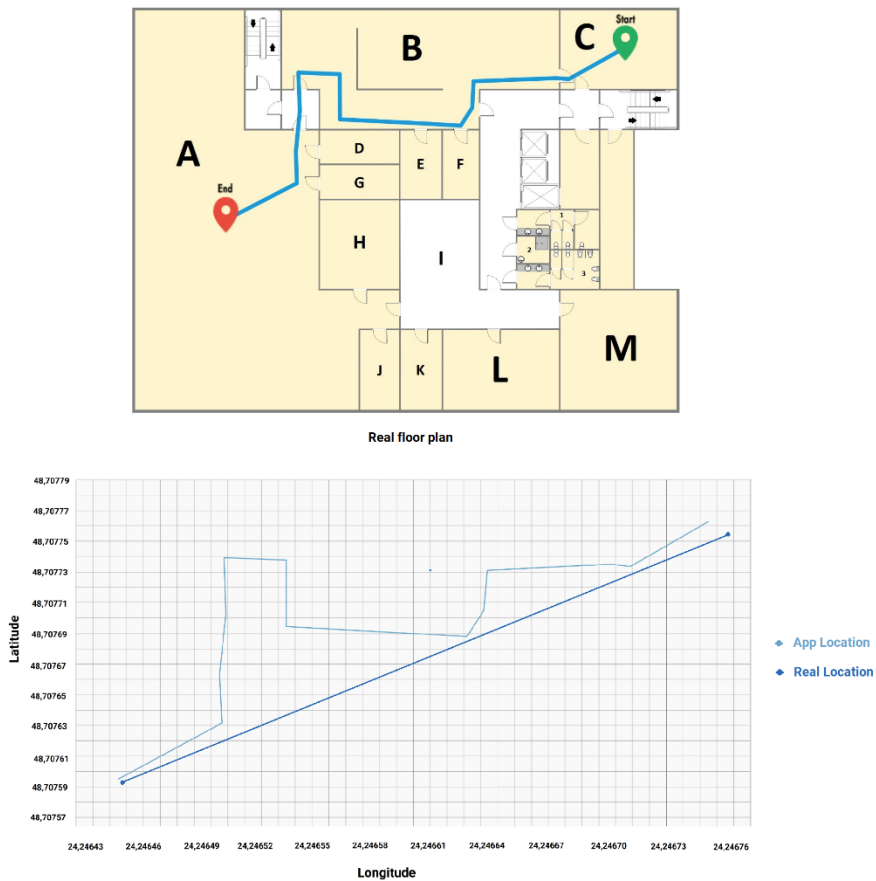 Start
C
B
A
D
E
F
End
G
H
I
1
2
3
J
K
L
M
Real floor plan
48,70779
48,70777
48,70775
48,70773
48,70771
48,70769
48,70767
48,70765
48,70763
48,70761
48,70759
48,70757
Latitude
App Location
Real Location
24,24643 24,24646 24,24649 24,24652 24,24655 24,24658 24,24661 24,24664 24,24667 24,24670 24,24673 24,24676
Longitude